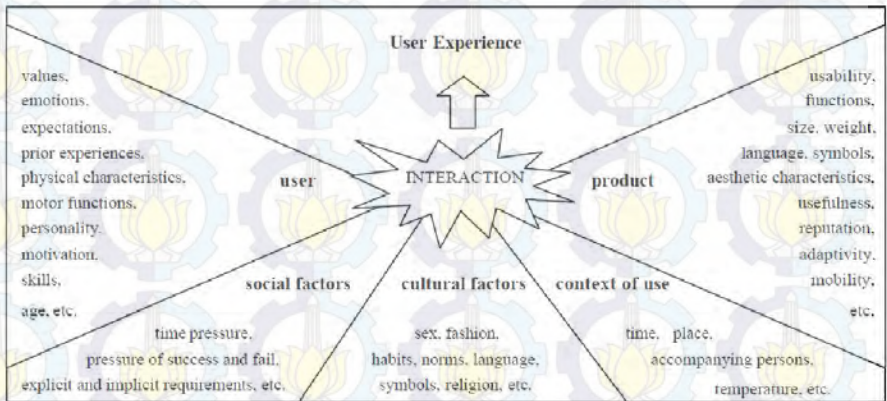 User Experience
values,
emotions,
expectations,
prior experiences,
physical characteristics,
motor functions,
personality,
motivation,
skills,
age, etc.
user
INTERACTION
product
usability,
functions,
size, weight,
language, symbols,
aesthetic characteristics,
usefulness,
reputation,
adaptivity,
mobility,
etc.
social factors
time pressure,
pressure of success and fail,
explicit and implicit requirements, etc.
cultural factors
sex, fashion,
habits, norms, language,
symbols, religion, etc.
context of use
time, place,
accompanying persons,
temperature, etc.